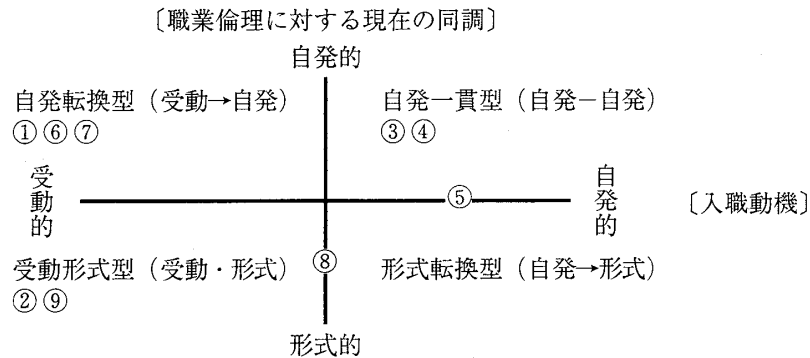 〔職業倫理に対する現在の同調〕
自発的
自発転換型（受動→自発）
①⑥⑦
自発一貫型（自発－自発）
③④
受動的
⑤
自発的
〔入職動機〕
受動形式型（受動・形式）
②⑨
⑧
形式転換型（自発→形式）
形式的